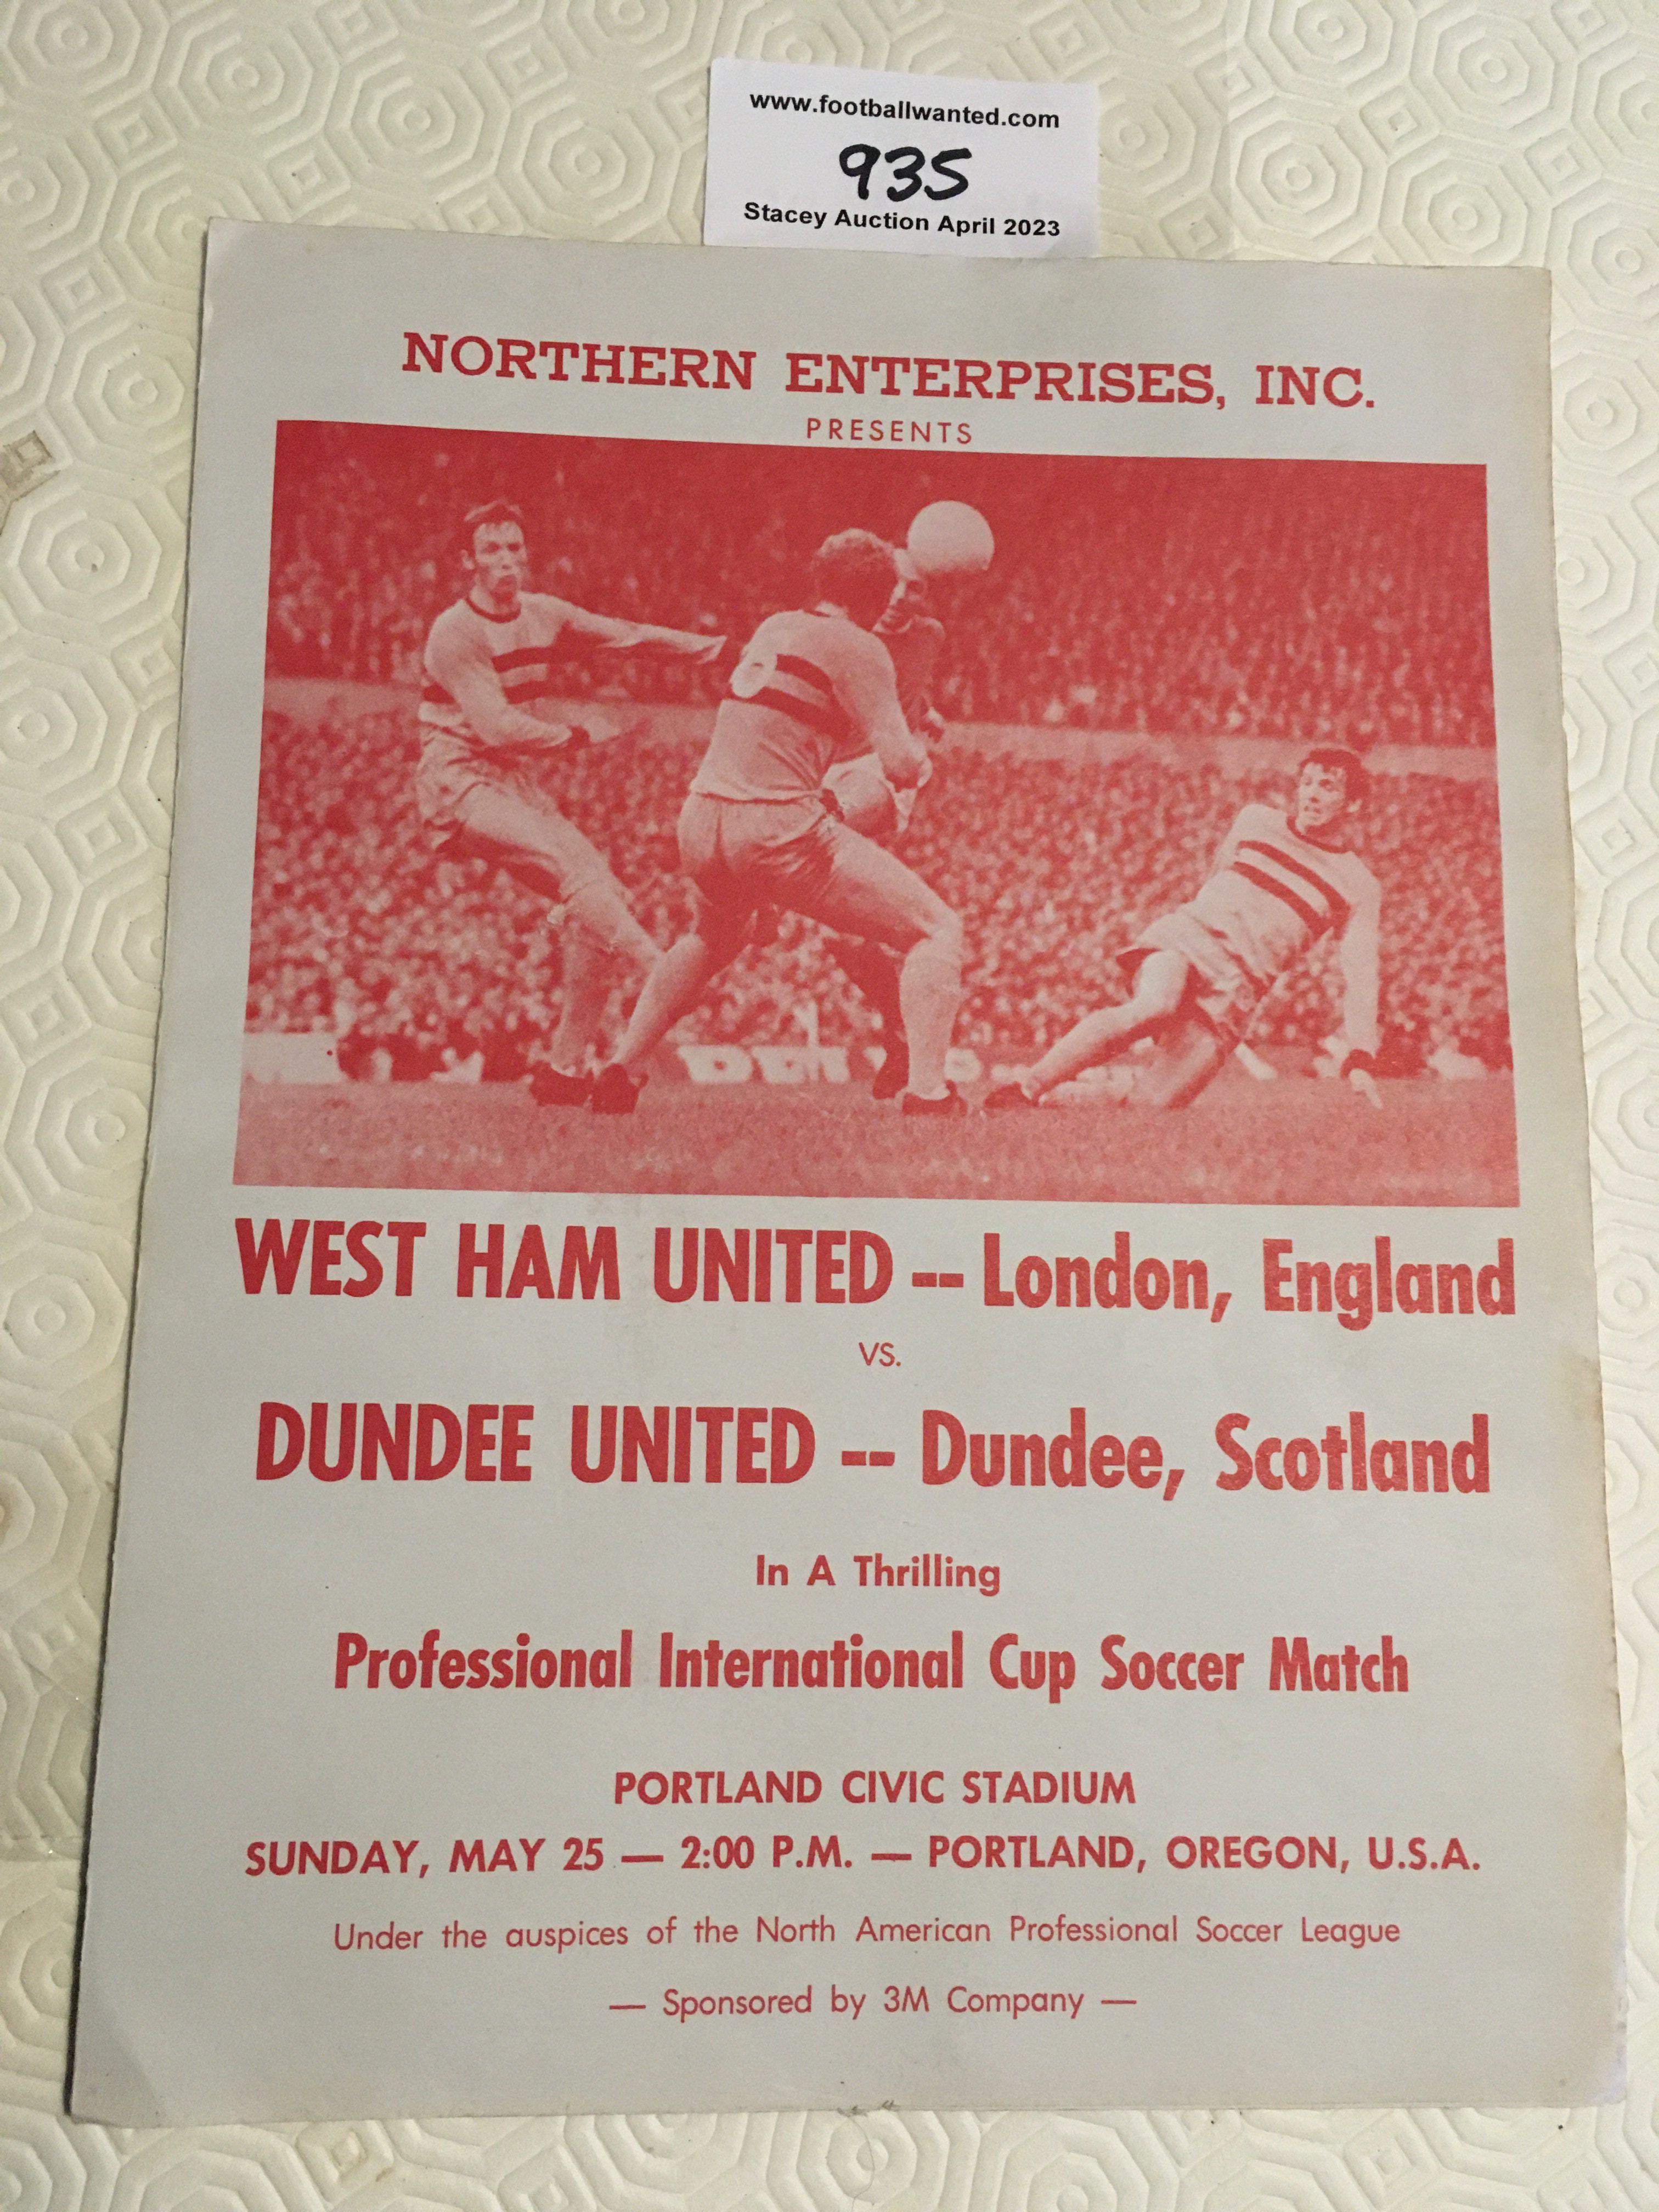 www.footballwanted.com
935
Stacey Auction April 2023
NORTHERN ENTERPRISES, INC.
PRESENTS
WEST HAM UNITED -- London, England
VS.
DUNDEE UNITED -- Dundee, Scotland
In A Thrilling
Professional International Cup Soccer Match
PORTLAND CIVIC STADIUM
SUNDAY, MAY 25 — 2:00 P.M. — PORTLAND, OREGON, U.S.A.
Under the auspices of the North American Professional Soccer League
— Sponsored by 3M Company —